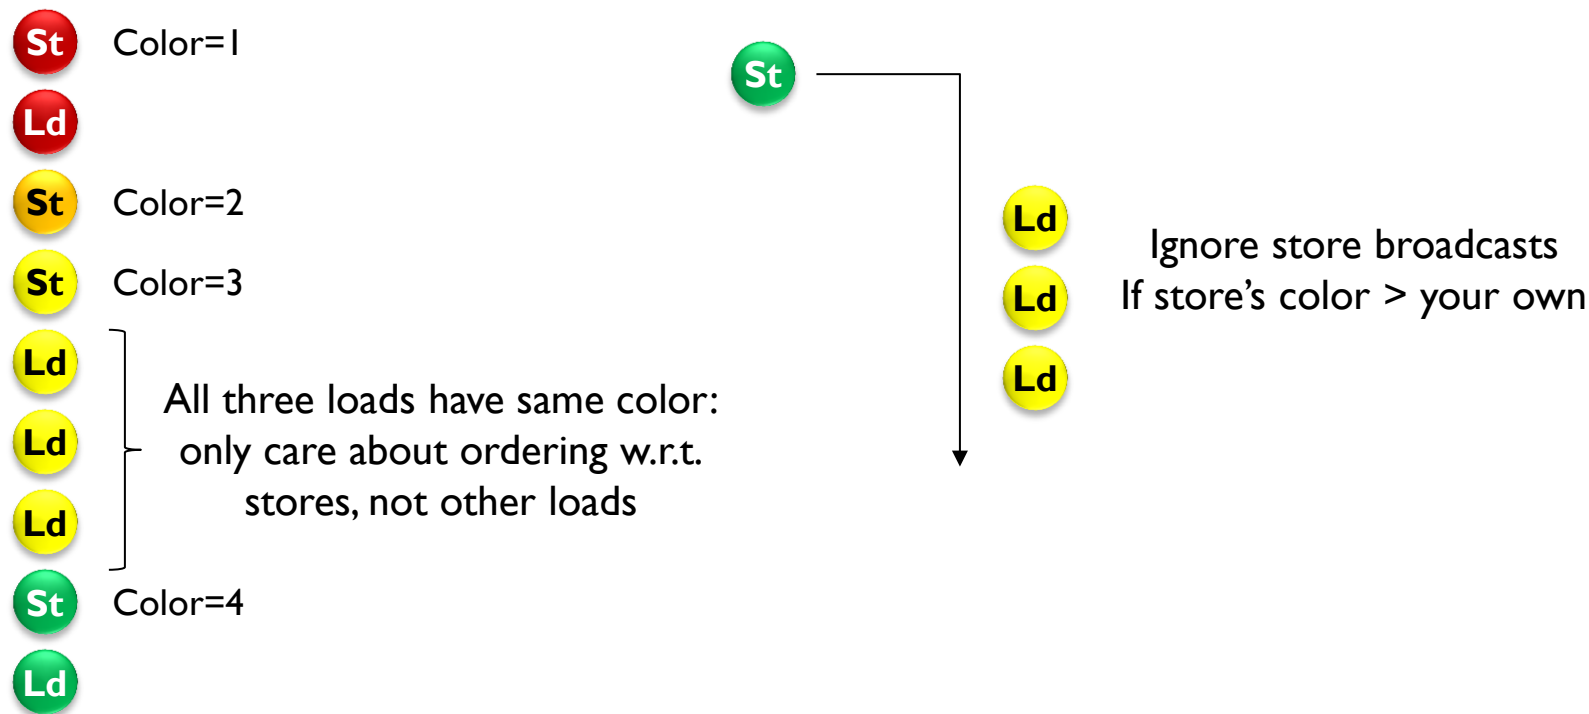 St Color=1
Ld
St Color=2
St Color=3
Ld
Ld
Ld
All three loads have same color:
only care about ordering w.r.t.
stores, not other loads
St Color=4
Ld
St
Ld
Ld
Ld
Ignore store broadcasts
If store's color > your own